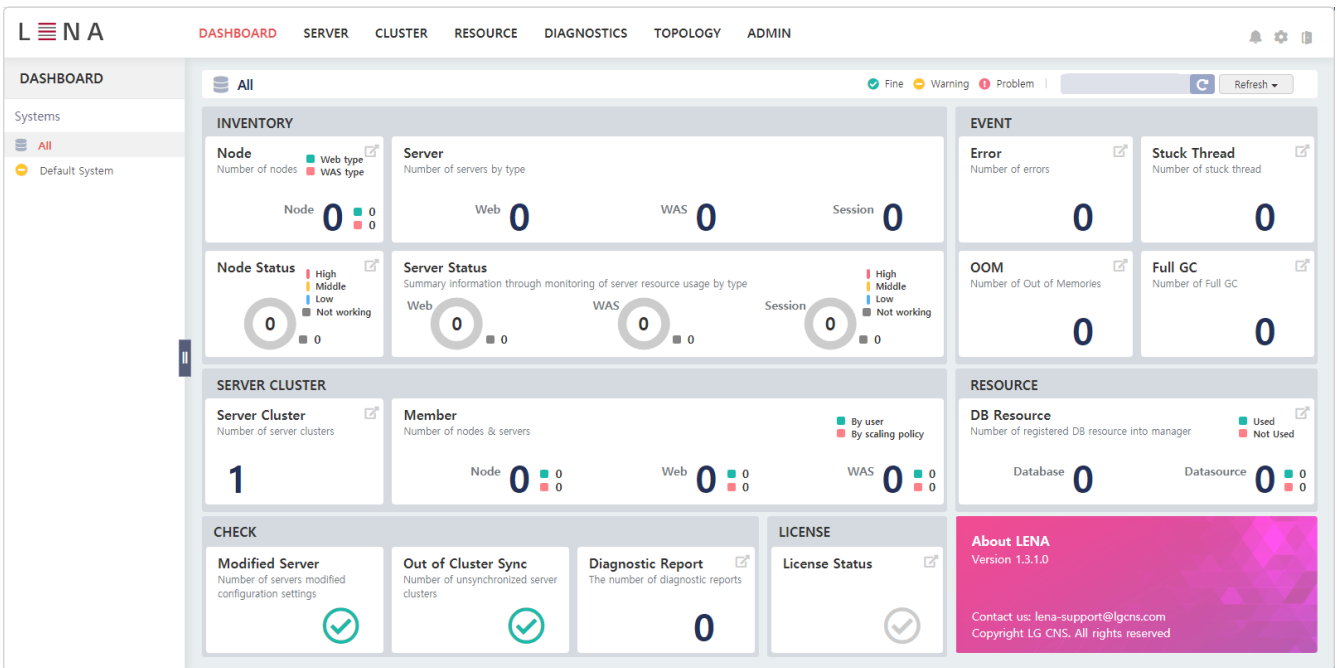 LENA
DASHBOARD SERVER CLUSTER RESOURCE DIAGNOSTICS TOPOLOGY ADMIN
DASHBOARD
Systems
All
Default System
All
Fine Warning Problem
Refresh
INVENTORY
Node
Number of nodes
Web type
WAS type
Node 0
0
0
Server
Number of servers by type
Web 0
WAS 0
Session 0
Node Status
High
Middle
Low
Not working
0
0
Server Status
Summary information through monitoring of server resource usage by type
High
Middle
Low
Not working
Web 0
0
WAS 0
0
Session 0
0
EVENT
Error
Number of errors
0
Stuck Thread
Number of stuck thread
0
OOM
Number of Out of Memories
0
Full GC
Number of Full GC
0
SERVER CLUSTER
Server Cluster
Number of server clusters
1
Member
Number of nodes & servers
By user
By scaling policy
Node 0
0
0
Web 0
0
0
WAS 0
0
0
RESOURCE
DB Resource
Number of registered DB resource into manager
Used
Not Used
Database 0
Datasource 0
0
0
CHECK
Modified Server
Number of servers modified
configuration settings
Out of Cluster Sync
Number of unsynchronized server
clusters
Diagnostic Report
The number of diagnostic reports
0
LICENSE
License Status
About LENA
Version 1.3.1.0
Contact us: lena-support@lgcns.com
Copyright LG CNS. All rights reserved